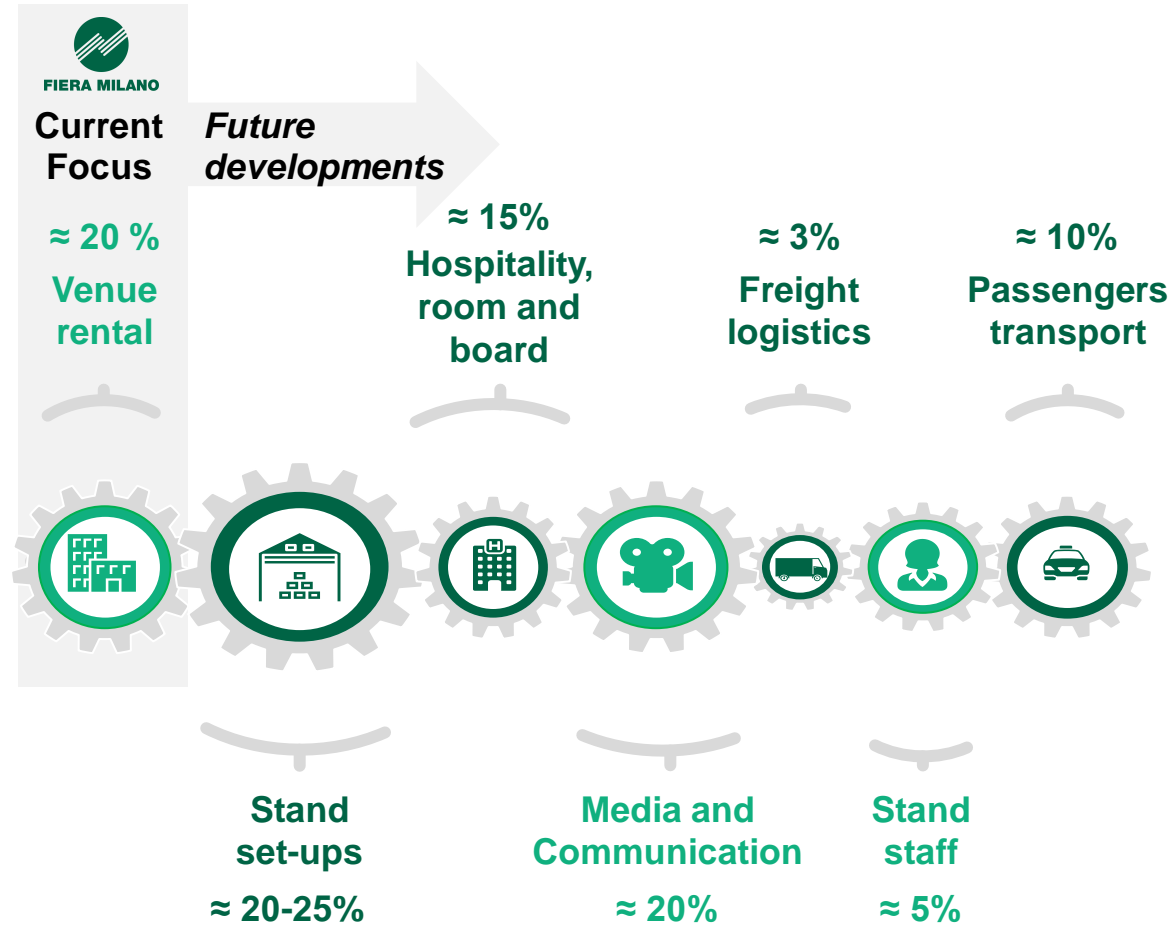 FIERA MILANO
Current
Focus
Future
developments
≈ 20 %
Venue
rental
≈ 15%
Hospitality,
room and
board
≈ 3%
Freight
logistics
≈ 10%
Passengers
transport
H
Stand
set-ups
≈ 20-25%
Media and
Communication
≈ 20%
Stand
staff
≈ 5%